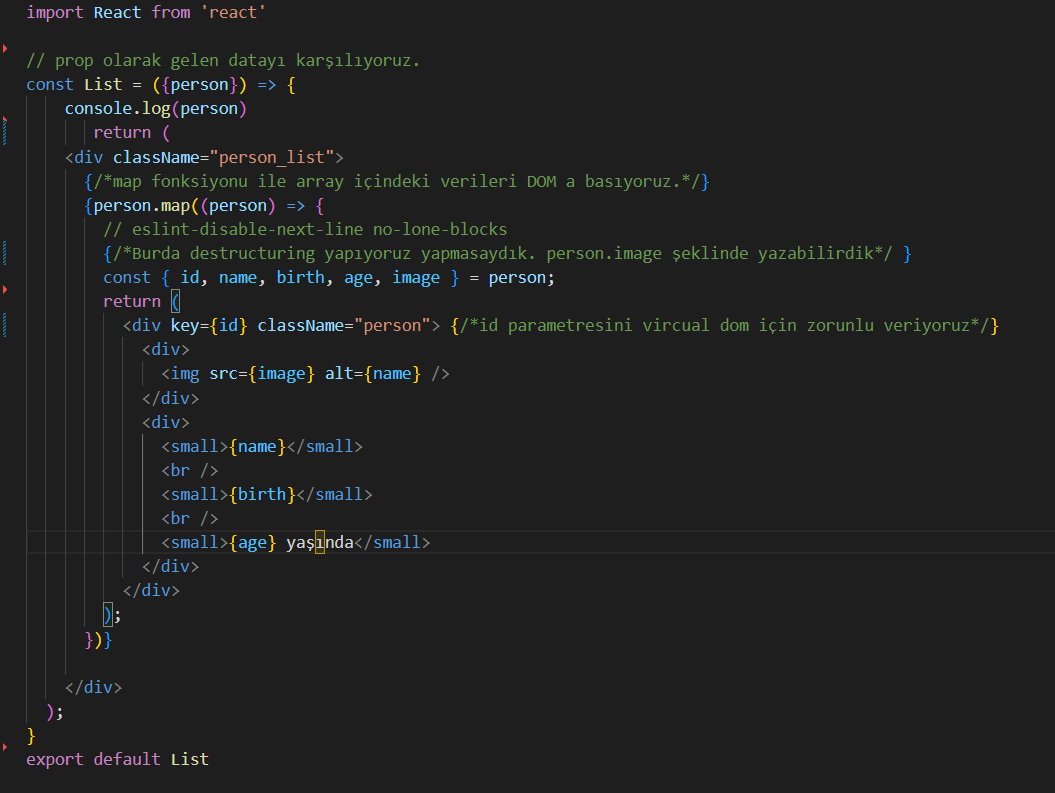 import React from 'react'
// prop olarak gelen datayı karşılıyoruz.
const List = ({person}) => {
console.log(person)
return (
<div className="person_list">
{/*map fonksiyonu ile array içindeki verileri DOM a basıyoruz.*/}
{person.map((person) => {
// eslint-disable-next-line no-lone-blocks
{/*Burda destructuring yapıyoruz yapmasaydık. person.image şeklinde yazabilirdik*/ }
const { id, name, birth, age, image } = person;
return (
<div key={id} className="person"> {/*id parametresini vircual dom için zorunlu veriyoruz*/}
<div>
<img src={image} alt={name} />
</div>
<div>
<small>{name}</small>
<br />
<small>{birth}</small>
<br />
<small>{age} yaşında</small>
</div>
</div>
);
})}
</div>
);
}
export default List